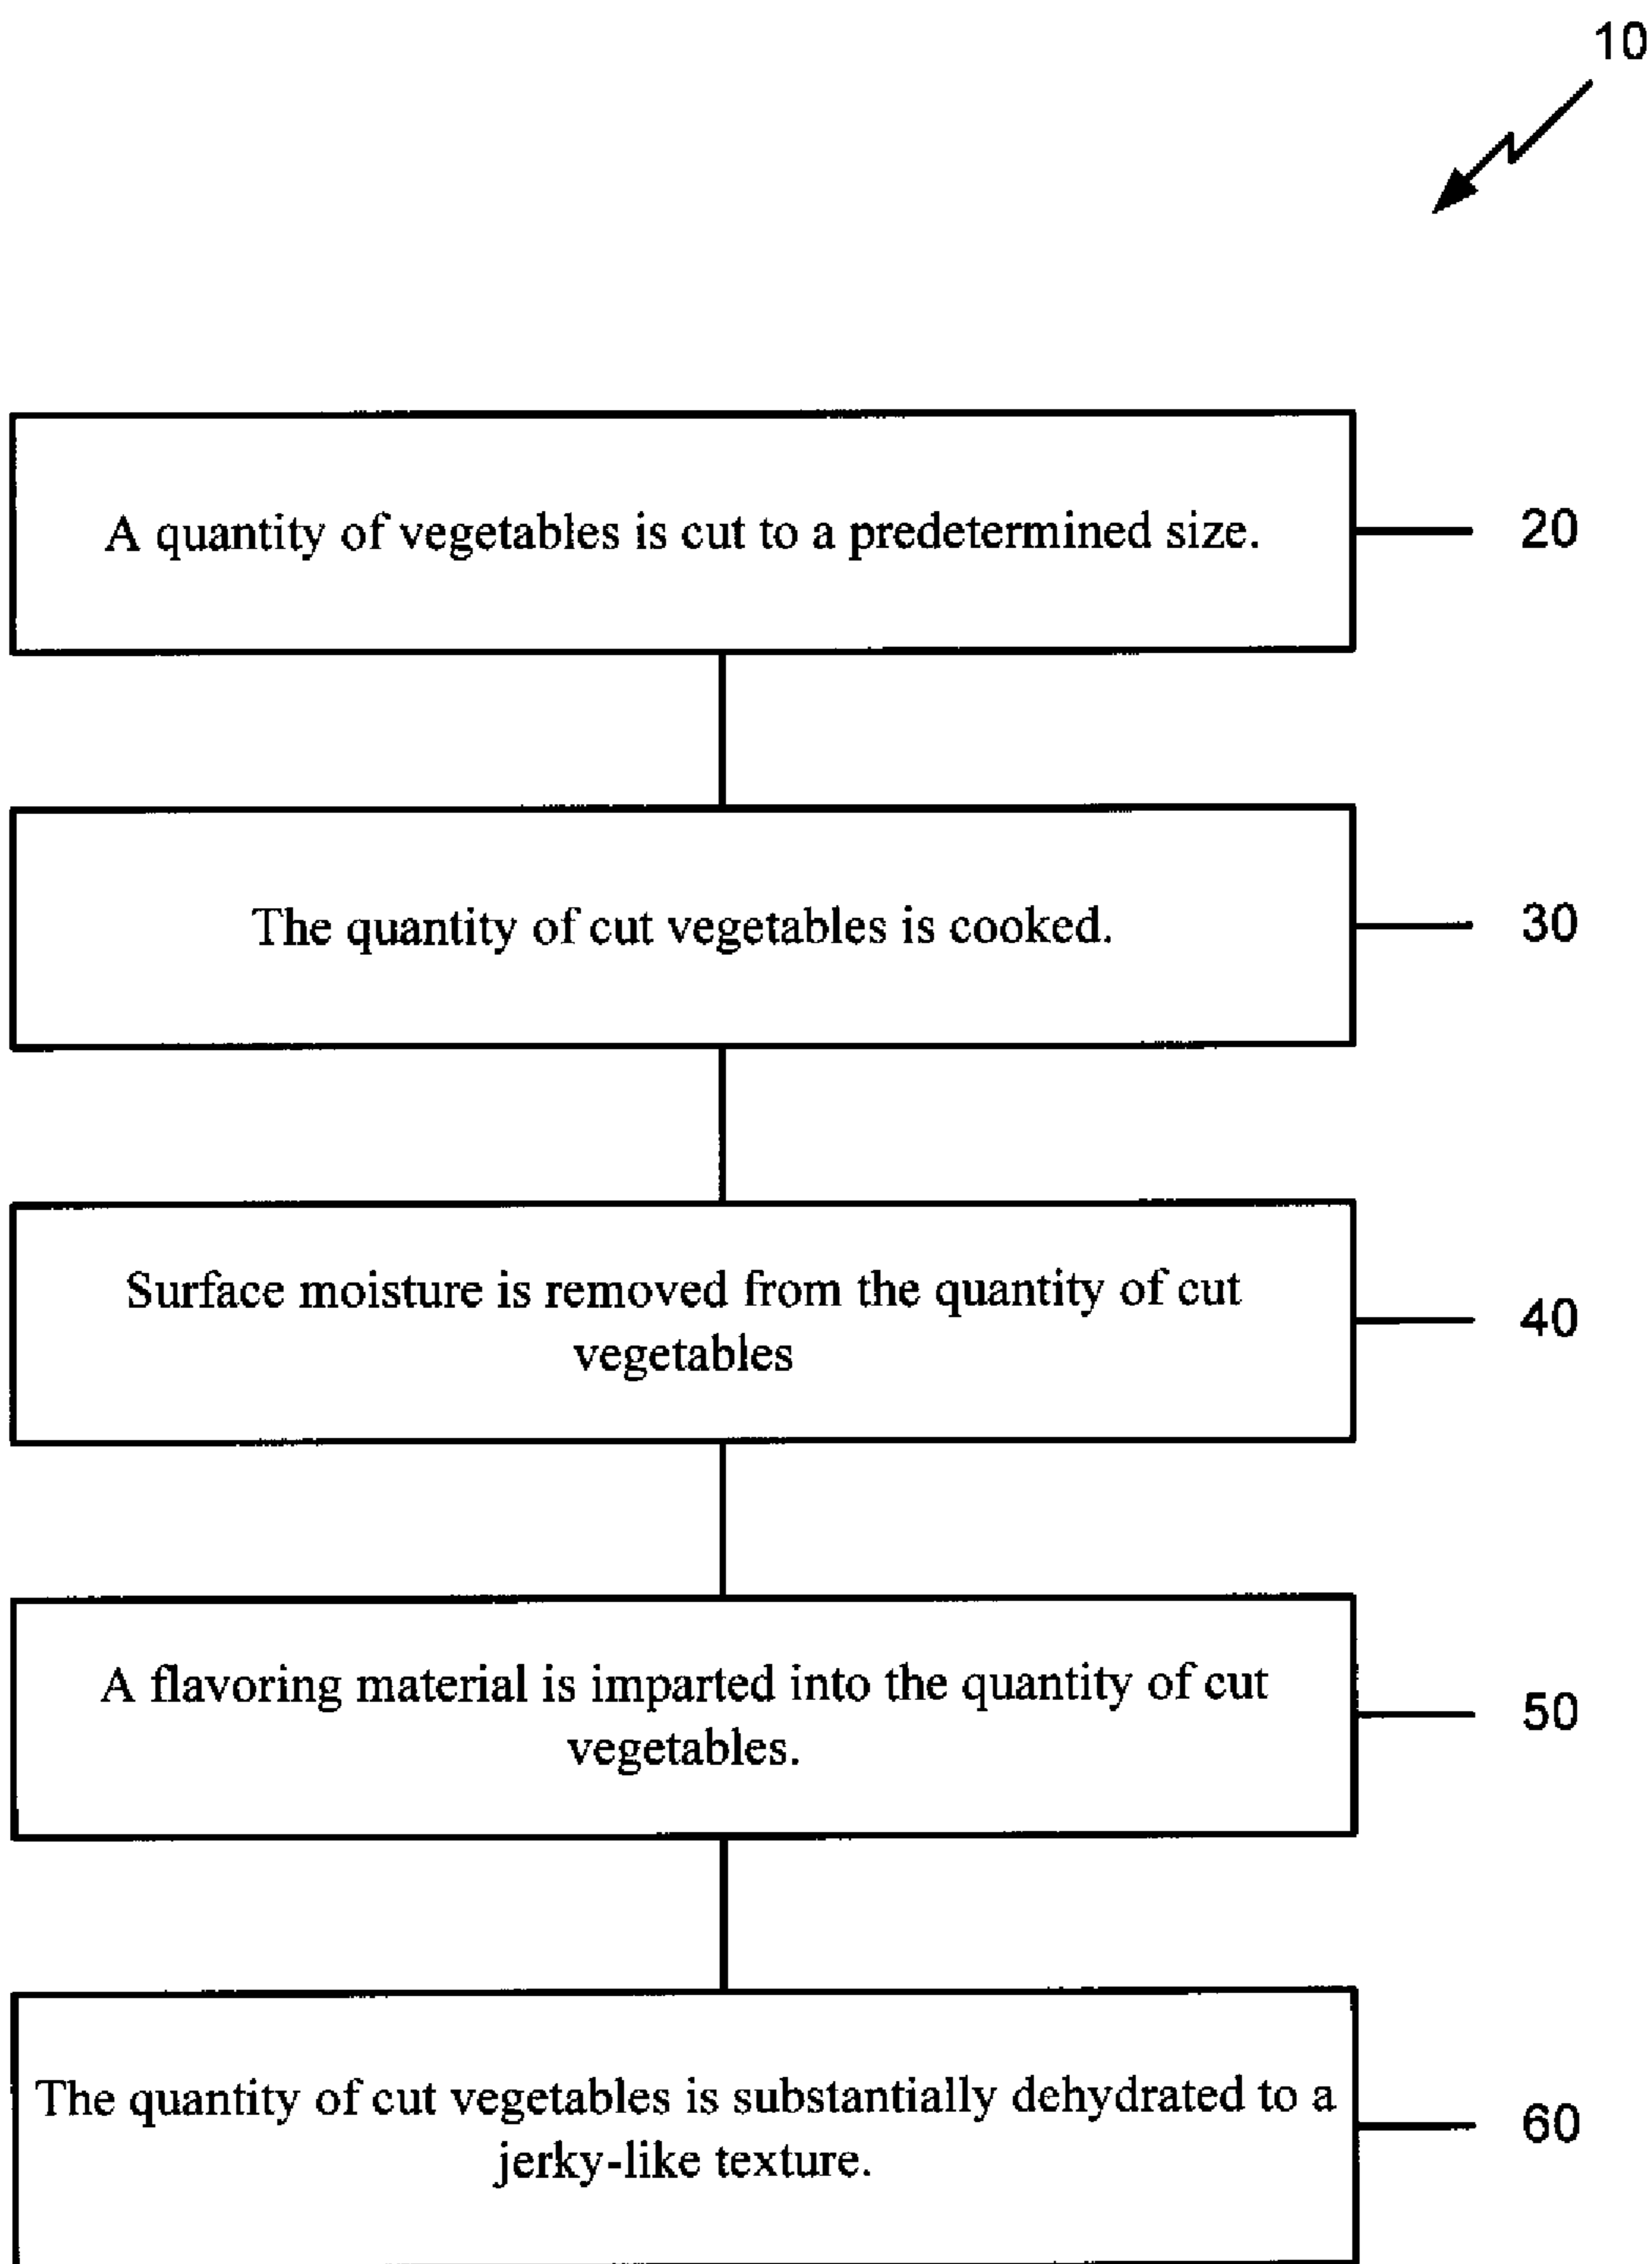 10
A quantity of vegetables is cut to a predetermined size.
20
The quantity of cut vegetables is cooked.
30
Surface moisture is removed from the quantity of cut
vegetables
40
A flavoring material is imparted into the quantity of cut
vegetables.
50
The quantity of cut vegetables is substantially dehydrated to a
jerky-like texture.
60